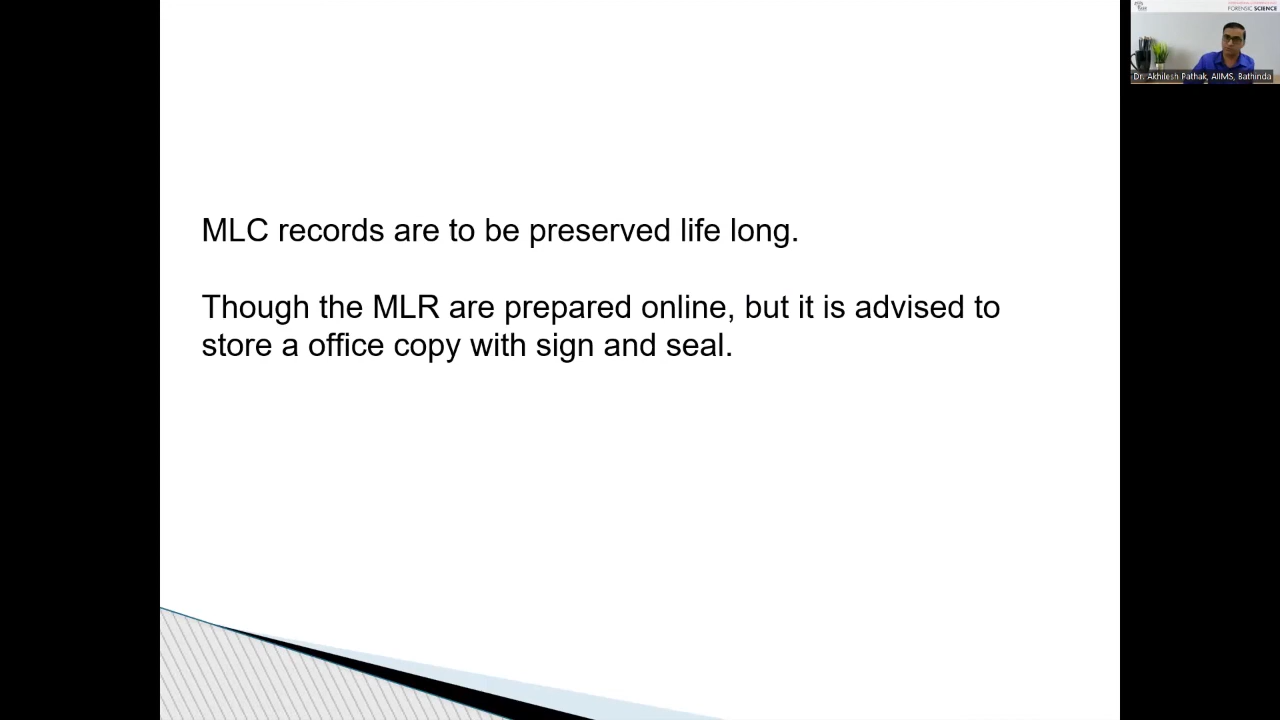 MLC records are to be preserved life long.
Though the MLR are prepared online, but it is advised to
store a office copy with sign and seal.
FORENSIC SCIENCE
Dr. Akhilesh Pathak, AIIMS, Bathinda